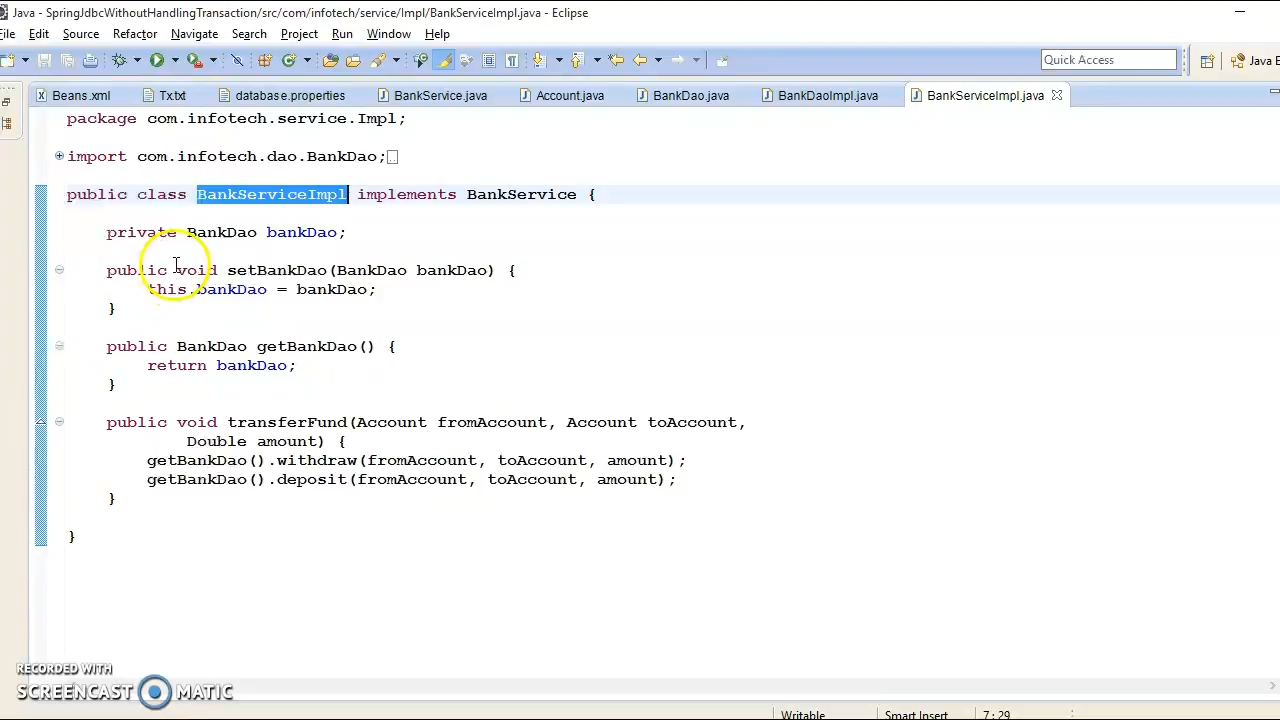 Java - SpringJdbcWithoutHandlingTransaction/src/com/infotech/service/Impl/BankServiceImpl.java - Eclipse
File Edit Source Refactor Navigate Search Project Run Window Help
Quick Access
Java E
Beans.xml Tx.txt database.properties BankService.java Account.java BankDao.java BankDaoImpl.java BankServiceImpl.java
package com.infotech.service.Impl;
import com.infotech.dao.BankDao;
public class BankServiceImpl implements BankService {
private BankDao bankDao;
public void setBankDao(BankDao bankDao) {
this.bankDao = bankDao;
}
public BankDao getBankDao() {
return bankDao;
}
public void transferFund(Account fromAccount, Account toAccount,
Double amount) {
getBankDao().withdraw(fromAccount, toAccount, amount);
getBankDao().deposit(fromAccount, toAccount, amount);
}
}
RECORDED WITH
SCREENCAST MATIC
Writable Smart Insert 7 : 29